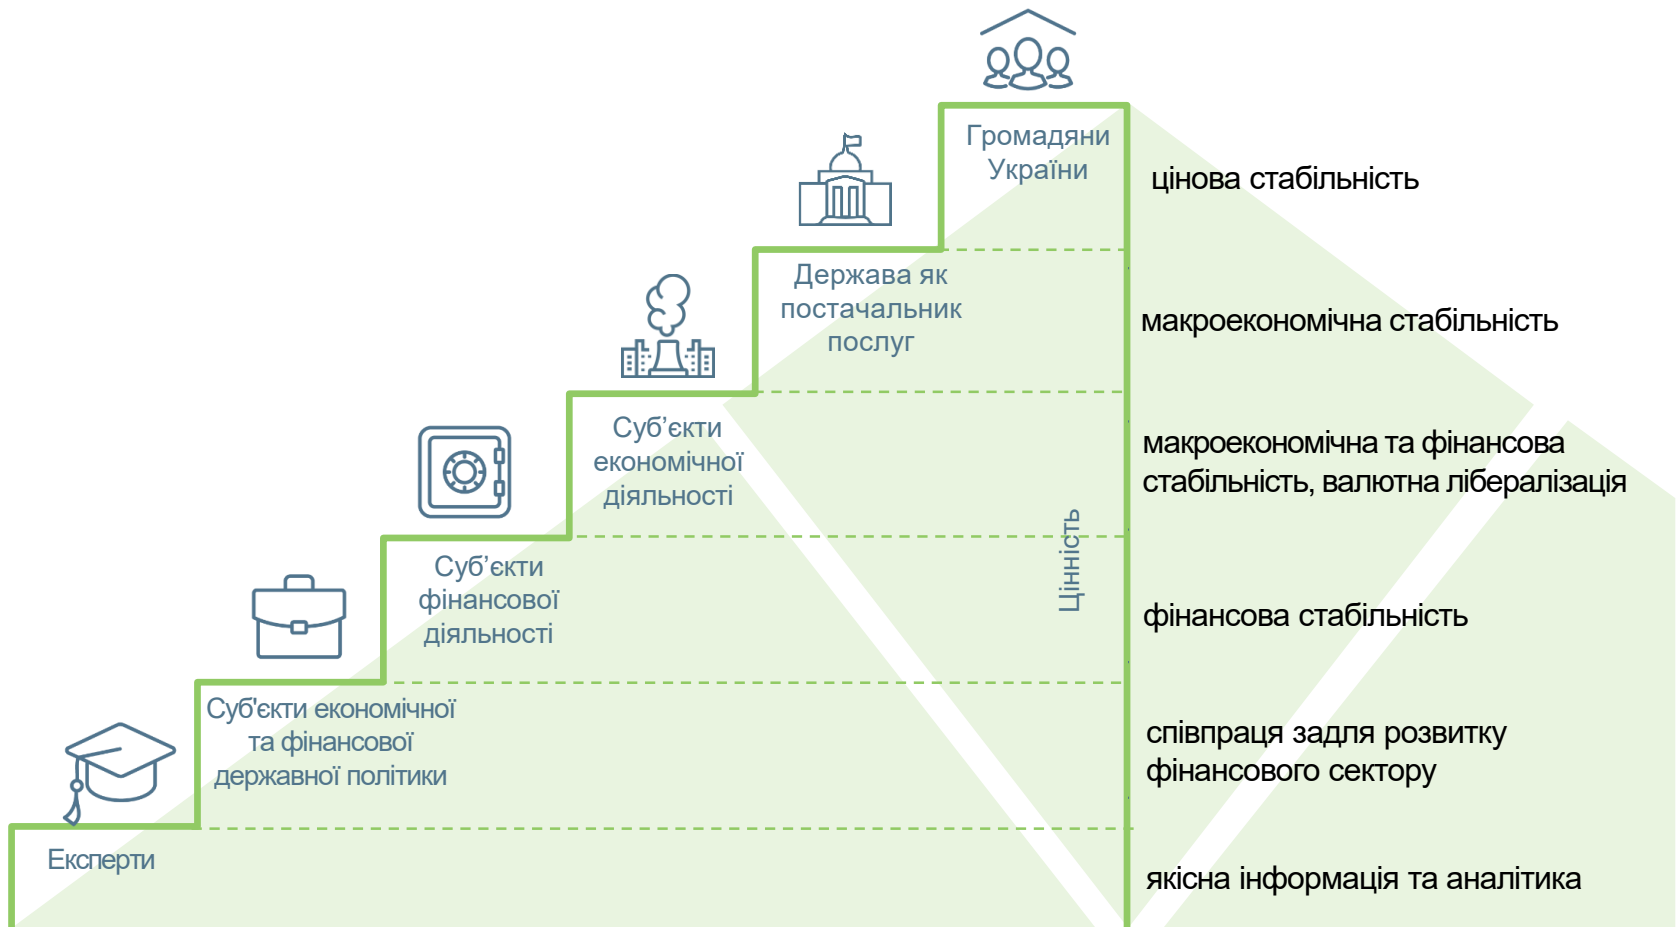 Громадяни
України
цінова стабільність
Держава як
постачальник
послуг
макроекономічна стабільність
Суб’єкти
економічної
діяльності
макроекономічна та фінансова
стабільність, валютна лібералізація
Цінність
Суб’єкти
фінансової
діяльності
фінансова стабільність
Суб'єкти економічної
та фінансової
державної політики
співпраця задля розвитку
фінансового сектору
Експерти
якісна інформація та аналітика